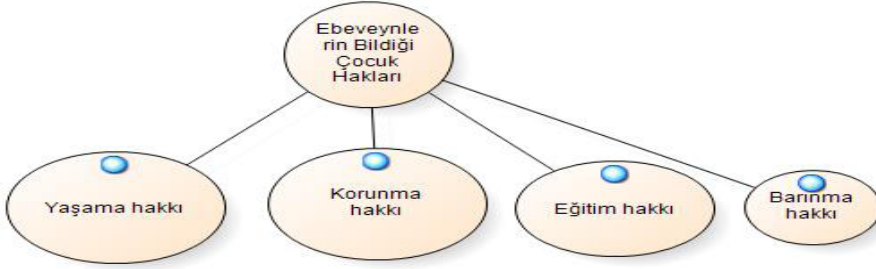 Ebeveynle
rin Bildiği
Çocuk
Hakları
Yaşama hakkı
Korunma
hakkı
Eğitim hakkı
Barınma
hakkı